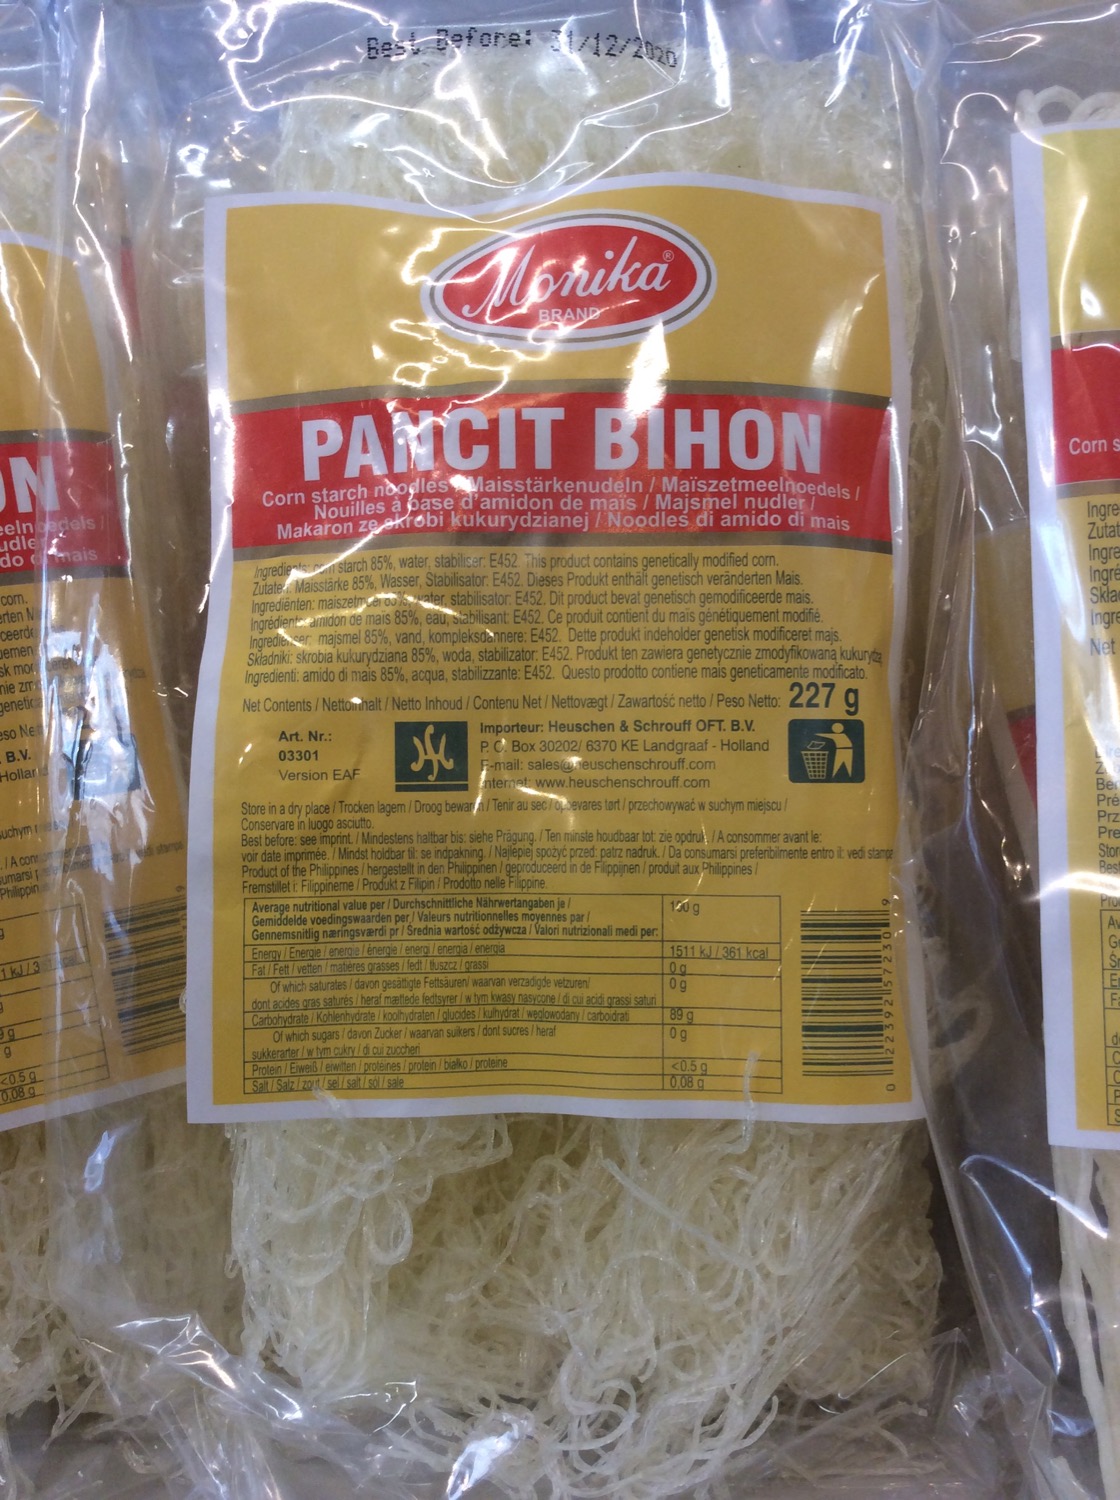 Best Before: 31/12/2020
Monika®
BRAND
PANCIT BIHON
Corn starch noodles / Maisstärkenudeln / Maïszetmeelnoedels /
Nouilles à base d'amidon de maïs / Majsmel nudler /
Makaron ze skrobi kukurydzianej / Noodles di amido di mais
Ingredients: corn starch 85%, water, stabiliser: E452. This product contains genetically modified corn.
Zutaten: Maisstärke 85%, Wasser, Stabilisator: E452. Dieses Produkt enthält genetisch veränderten Mais.
Ingrediënten: maïszetmeel 85%, water, stabilisator: E452. Dit product bevat genetisch gemodificeerde mais.
Ingrédients: amidon de maïs 85%, eau, stabilisant: E452. Ce produit contient du maïs génétiquement modifié.
Ingredienser: majsmel 85%, vand, kompleksdannere: E452. Dette produkt indeholder genetisk modificeret majs.
Składniki: skrobia kukurydziana 85%, woda, stabilizator: E452. Produkt ten zawiera genetycznie zmodyfikowaną kukurydzę
Ingredienti: amido di mais 85%, acqua, stabilizzante: E452. Questo prodotto contiene mais geneticamente modificato.
Net Contents / Nettoinhalt / Netto Inhoud / Contenu Net / Nettovægt / Zawartość netto / Peso Netto: 227 g
Art. Nr.:
03301
Version EAF
Importeur: Heuschen & Schrouff OFT. B.V.
P. O. Box 30202/ 6370 KE Landgraaf - Holland
E-mail: sales@heuschenschrouff.com
Internet: www.heuschenschrouff.com
Store in a dry place / Trocken lagern / Droog bewaren / Tenir au sec / opbevares tørt / przechowywać w suchym miejscu /
Conservare in luogo asciutto.
Best before: see imprint. / Mindestens haltbar bis: siehe Prägung. / Ten minste houdbaar tot: zie opdruk. / A consommer avant le:
voir date imprimée. / Mindst holdbar til: se indpakning. / Najlepiej spożyć przed: patrz nadruk. / Da consumarsi preferibilmente entro il: vedi stampa
Product of the Philippines / hergestellt in den Philippinen / geproduceerd in de Filippijnen / produit aux Philippines /
Fremstillet i: Filippinerne / Produkt z Filipin / Prodotto nelle Filippine.
Average nutritional value per / Durchschnittliche Nährwertangaben je /
Gemiddelde voedingswaarden per / Valeurs nutritionnelles moyennes par /
Gennemsnitlig næringsværdi pr / Średnia wartość odżywcza / Valori nutrizionali medi per:
100 g
Energy / Energie / energie / énergie / energi / energia / energia 1511 kJ / 361 kcal
Fat / Fett / vetten / matières grasses / fedt / tłuszcz / grassi 0 g
Of which saturates / davon gesättigte Fettsäuren/ waarvan verzadigde vetzuren/ 0 g
dont acides gras saturés / heraf mættede fedtsyrer / w tym kwasy nasycone / di cui acidi grassi saturi
Carbohydrate / Kohlenhydrate / koolhydraten / glucides / kulhydrat / węglowodany / carboidrati 89 g
Of which sugars / davon Zucker / waarvan suikers / dont sucres / heraf 0 g
sukkerarter / w tym cukry / di cui zuccheri
Protein / Eiweiß / eiwitten / protéines / protein / białko / proteine <0.5 g
Salt / Salz / zout / sel / salt / sól / sale 0.08 g
0 223921572309